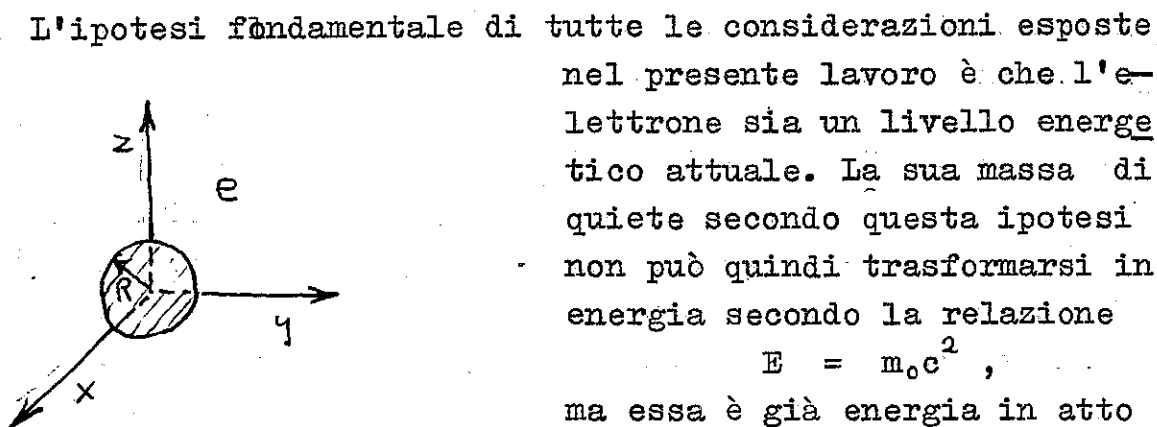 L'ipotesi fondamentale di tutte le considerazioni esposte
nel presente lavoro è che l'e-
lettrone sia un livello energe
tico attuale. La sua massa di
quiete secondo questa ipotesi
non può quindi trasformarsi in
energia secondo la relazione
E = m₀c² ,
ma essa è già energia in atto
z
e
R
y
x